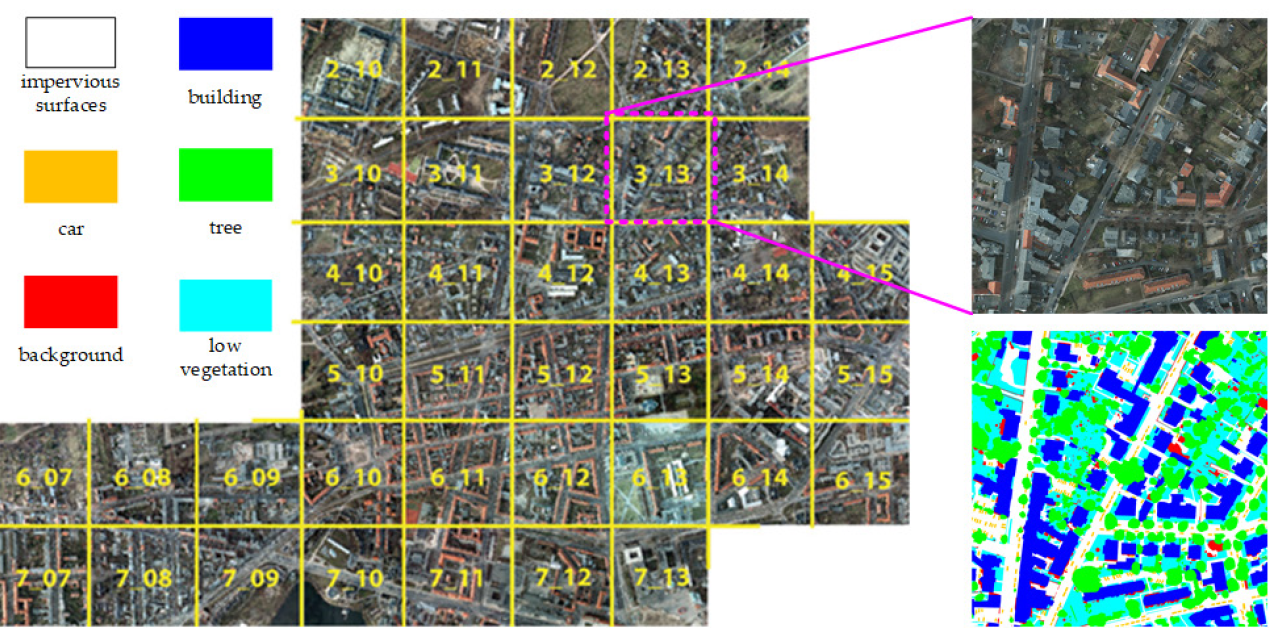 impervious
surfaces
building
car
tree
background
low
vegetation
2_10 2_11 2_12 2_13 2_14
3_10 3_11 3_12 3_13 3_14
4_10 4_11 4_12 4_13 4_14 4_15
5_10 5_11 5_12 5_13 5_14 5_15
6_07 6_08 6_09 6_10 6_11 6_12 6_13 6_14 6_15
7_07 7_08 7_09 7_10 7_11 7_12 7_13